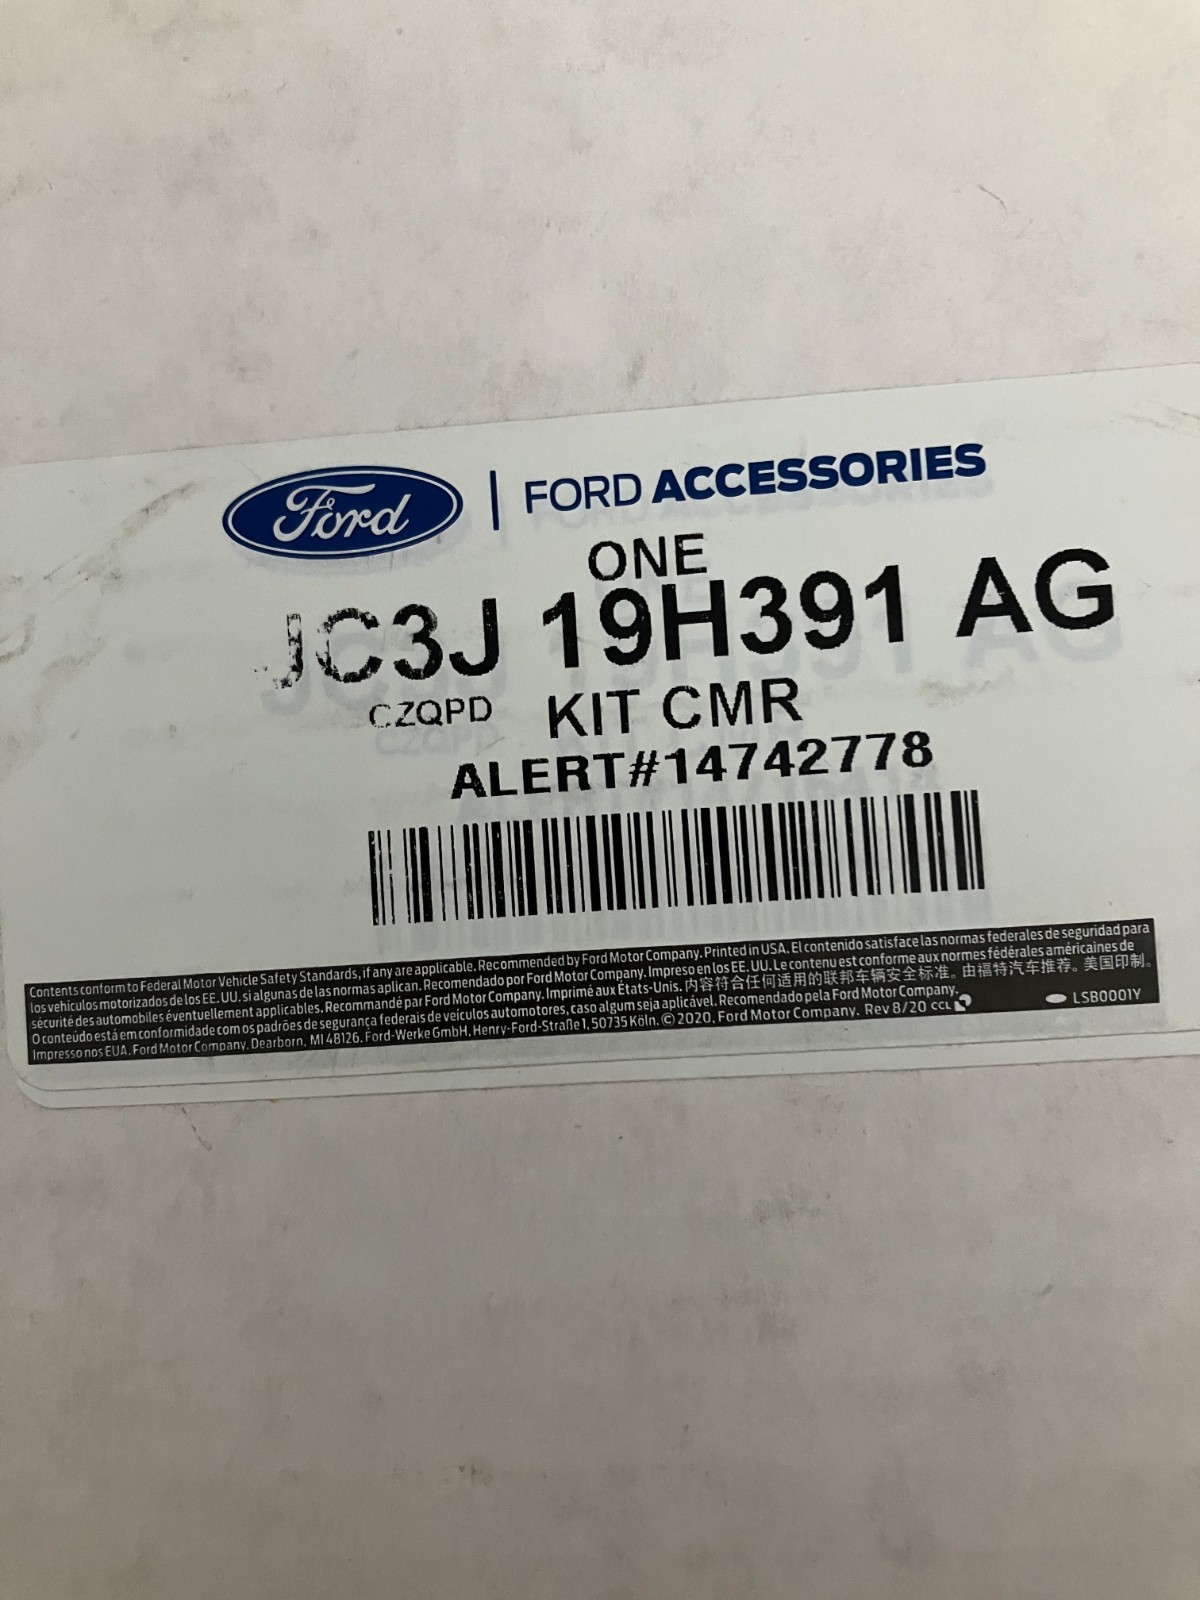 Ford | FORD ACCESSORIES
ONE
JC3J 19H391 AG
CZQPD KIT CMR
ALERT#14742778
Contents conform to Federal Motor Vehicle Safety Standards, if any are applicable. Recommended by Ford Motor Company. Printed in USA. El contenido satisface las normas federales de seguridad para
los vehículos motorizados de los EE. UU. si algunas de las normas aplican. Recomendado por Ford Motor Company. Impreso en los EE. UU. Le contenu est conforme aux normes fédérales américaines de
sécurité des automobiles éventuellement applicables. Recommandé par Ford Motor Company. Imprimé aux États-Unis. 内容符合任何适用的联邦车辆安全标准。由福特汽车推荐。美国印制。
O conteúdo está em conformidade com os padrões de segurança federais de veículos automotores, caso algum seja aplicável. Recomendado pela Ford Motor Company.
Impresso nos EUA. Ford Motor Company. Dearborn, MI 48126. Ford-Werke GmbH, Henry-Ford-Straße 1, 50735 Köln. © 2020, Ford Motor Company. Rev 8/20 CCL LSB0001Y